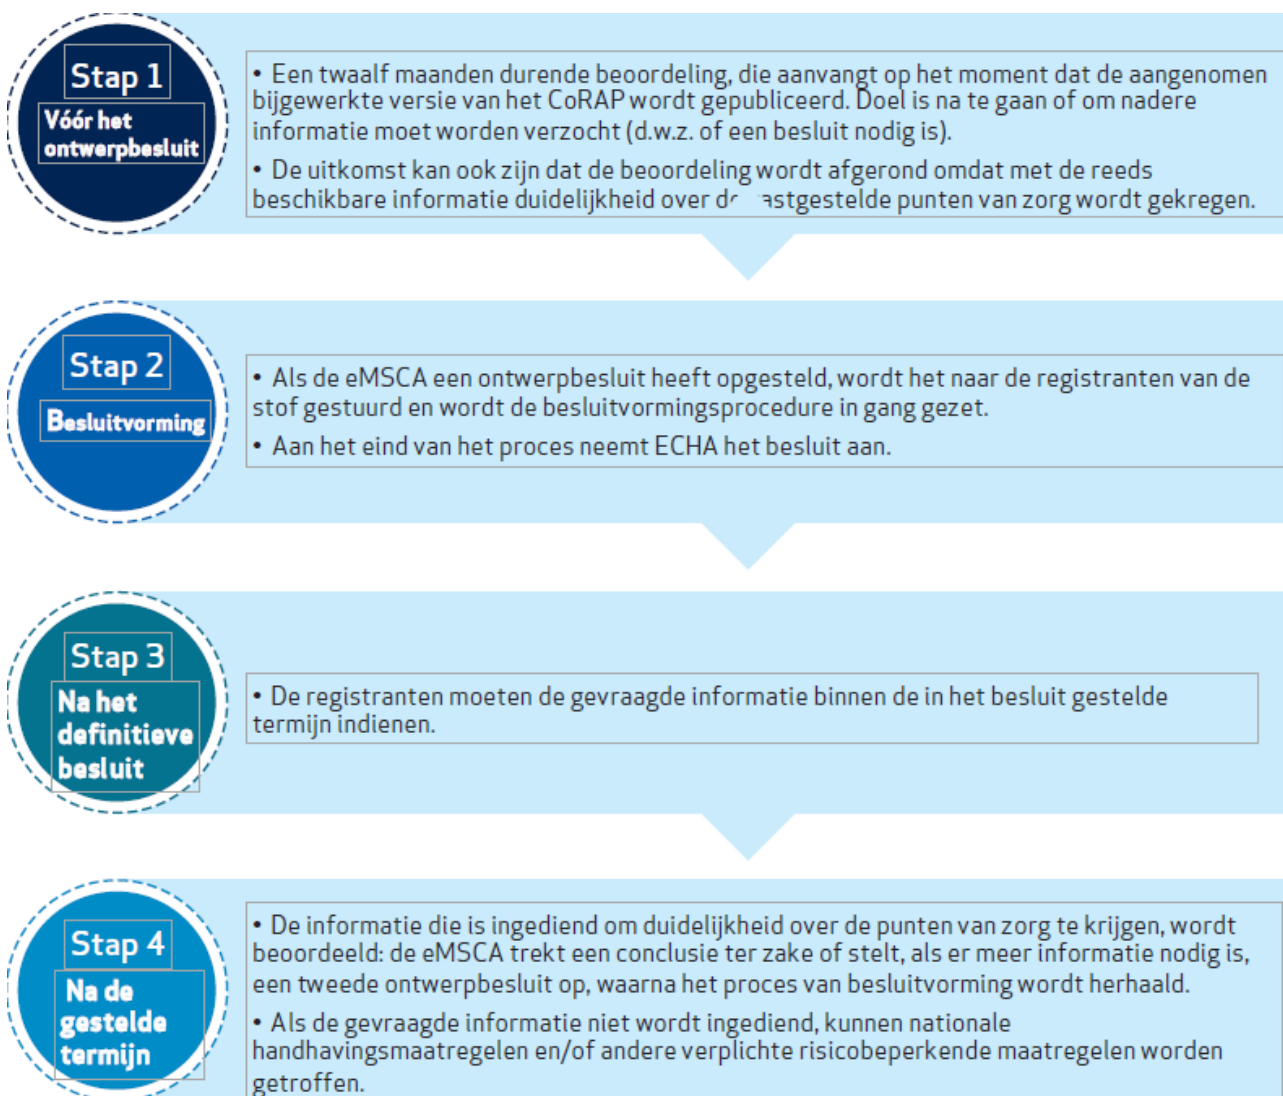 Stap 1
Vóór het
ontwerpbesluit
• Een twaalf maanden durende beoordeling, die aanvangt op het moment dat de aangenomen
bijgewerkte versie van het CoRAP wordt gepubliceerd. Doel is na te gaan of om nadere
informatie moet worden verzocht (d.w.z. of een besluit nodig is).
• De uitkomst kan ook zijn dat de beoordeling wordt afgerond omdat met de reeds
beschikbare informatie duidelijkheid over punten van zorg wordt gekregen.
Stap 2
Besluitvorming
• Als de eMSCA een ontwerpbesluit heeft opgesteld, wordt het naar de registranten van de
stof gestuurd en wordt de besluitvormingsprocedure in gang gezet.
• Aan het eind van het proces neemt ECHA het besluit aan.
Stap 3
Na het
definitieve
besluit
• De registranten moeten de gevraagde informatie binnen de in het besluit gestelde
termijn indienen.
Stap 4
Na de
gestelde
termijn
• De informatie die is ingediend om duidelijkheid over de punten van zorg te krijgen, wordt
beoordeeld: de eMSCA trekt een conclusie ter zake of stelt, als er meer informatie nodig is,
een tweede ontwerpbesluit op, waarna het proces van besluitvorming wordt herhaald.
• Als de gevraagde informatie niet wordt ingediend, kunnen nationale
handhavingsmaatregelen en/of andere verplichte risicobeperkende maatregelen worden
getroffen.